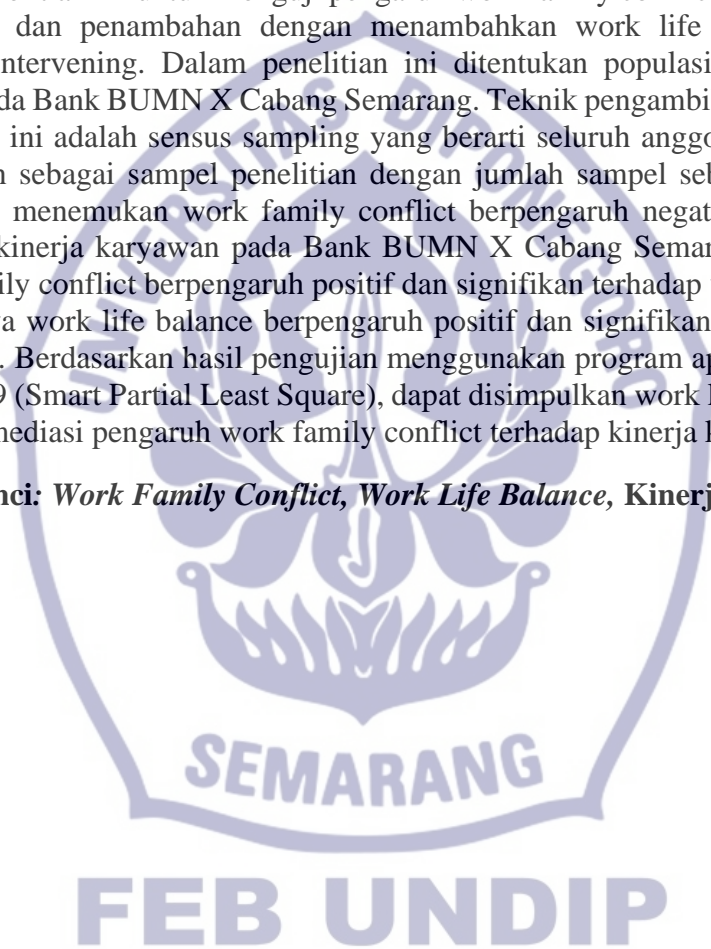 dan penambahan dengan menambahkan work life
ntervening. Dalam penelitian ini ditentukan populasi
da Bank BUMN X Cabang Semarang. Teknik pengambi
ini adalah sensus sampling yang berarti seluruh anggo
n sebagai sampel penelitian dengan jumlah sampel seb
menemukan work family conflict berpengaruh negat
kinerja karyawan pada Bank BUMN X Cabang Semar
ily conflict berpengaruh positif dan signifikan terhadap
a work life balance berpengaruh positif dan signifikan
. Berdasarkan hasil pengujian menggunakan program ap
9 (Smart Partial Least Square), dapat disimpulkan work l
mediasi pengaruh work family conflict terhadap kinerja k
nci: Work Family Conflict, Work Life Balance, Kinerj
UNIVERSITAS DIPONEGORO
SEMARANG
FEB UNDIP